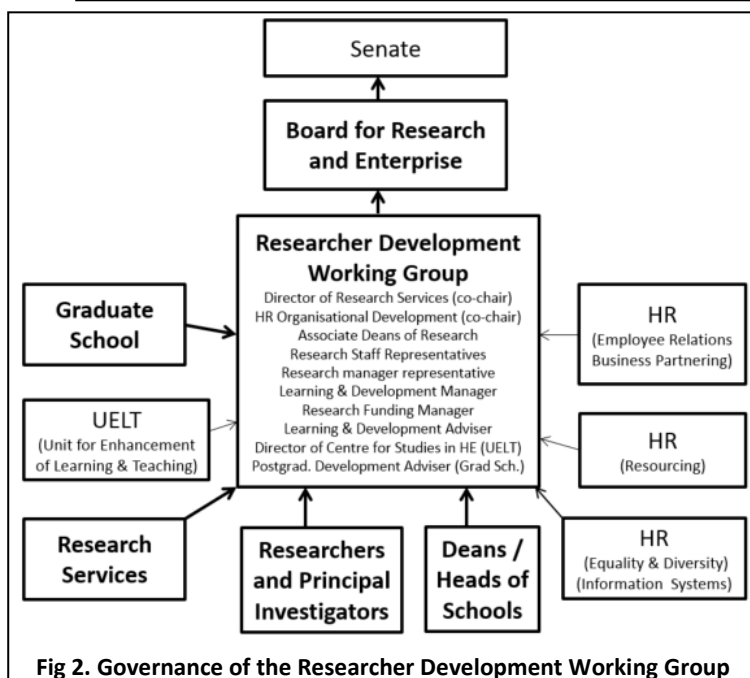 Senate
Board for Research
and Enterprise
Researcher Development
Working Group
Director of Research Services (co-chair)
HR Organisational Development (co-chair)
Associate Deans of Research
Research Staff Representatives
Research manager representative
Learning & Development Manager
Research Funding Manager
Learning & Development Adviser
Director of Centre for Studies in HE (UELT)
Postgrad. Development Adviser (Grad Sch.)
Graduate
School
UELT
(Unit for Enhancement
of Learning & Teaching)
Research
Services
Researchers
and Principal
Investigators
Deans /
Heads of
Schools
HR
(Employee Relations
Business Partnering)
HR
(Resourcing)
HR
(Equality & Diversity)
(Information Systems)
Fig 2. Governance of the Researcher Development Working Group